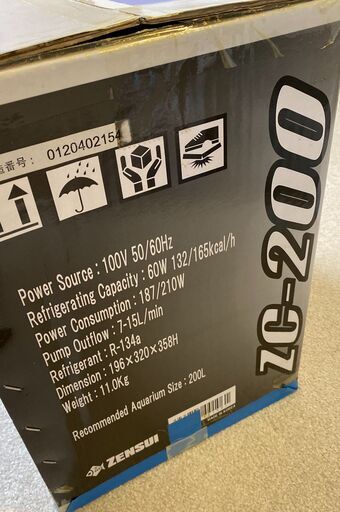 造番号: 0120402154
ZC-200
Power Source : 100V 50/60Hz
Refrigerating Capacity : 60W 132/165kcal/h
Power Consumption : 187/210W
Pump Outflow : 7-15L/min
Refrigerant : R-134a
Dimension : 196×320×358H
Weight : 11.0Kg
Recommended Aquarium Size : 200L
ZENSUI